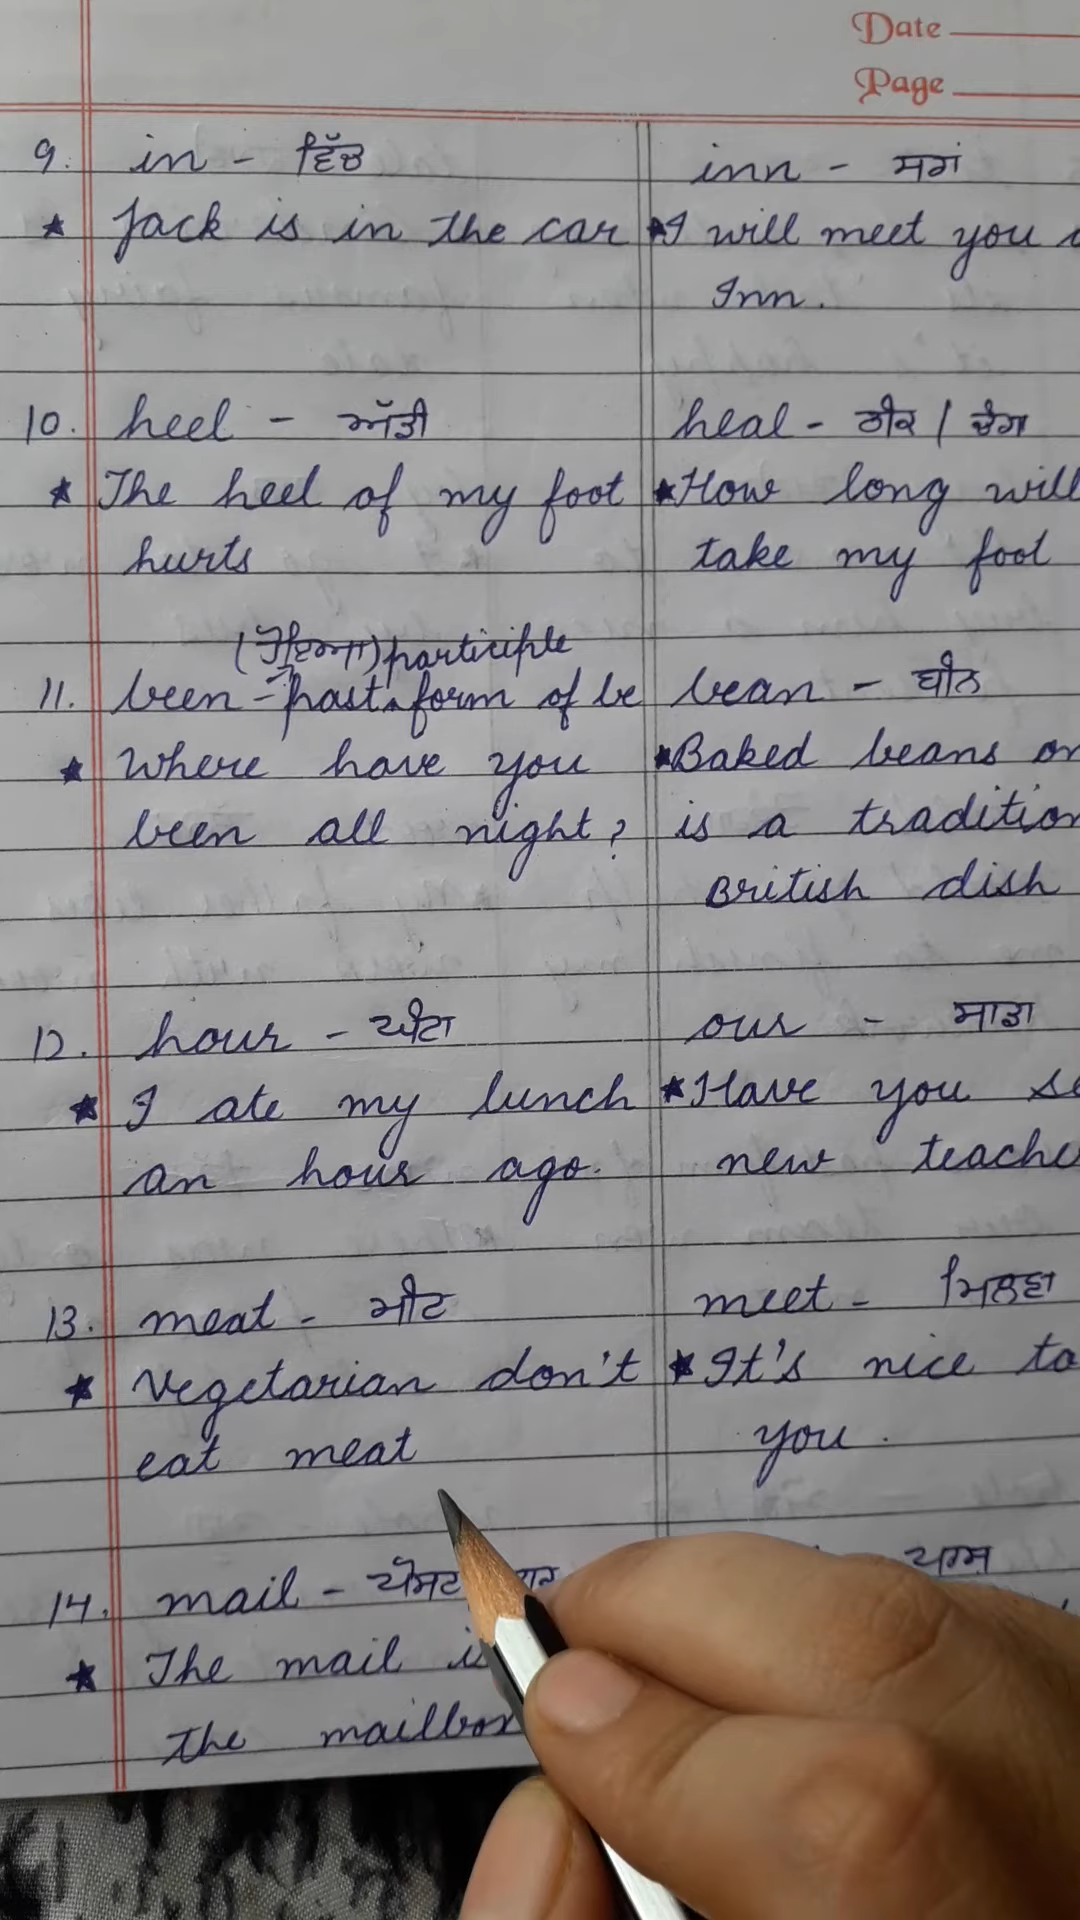 Date
Page
9. in - ਵਿੱਚ
inn - ਸਰਾਂ
★ Jack is in the car
★ I will meet you
Inn.
10. heel - ਅੱਡੀ
heal - ਠੀਕ /
★ The heel of my foot
★ How long will
hurts
take my foot
participle
11. been - past form of be
bean - ਬੀਨ
★ Where have you
★ Baked beans on
been all night?
is a tradition
British dish
12. hour - ਘੰਟਾ
our - ਸਾਡਾ
★ I ate my lunch
★ Have you
an hour ago.
new
13. meat - ਮੀਟ
meet - ਮਿਲਣਾ
★ Vegetarian don't
★ It's nice to
eat meat
you.
14. mail -
★ The mail
the